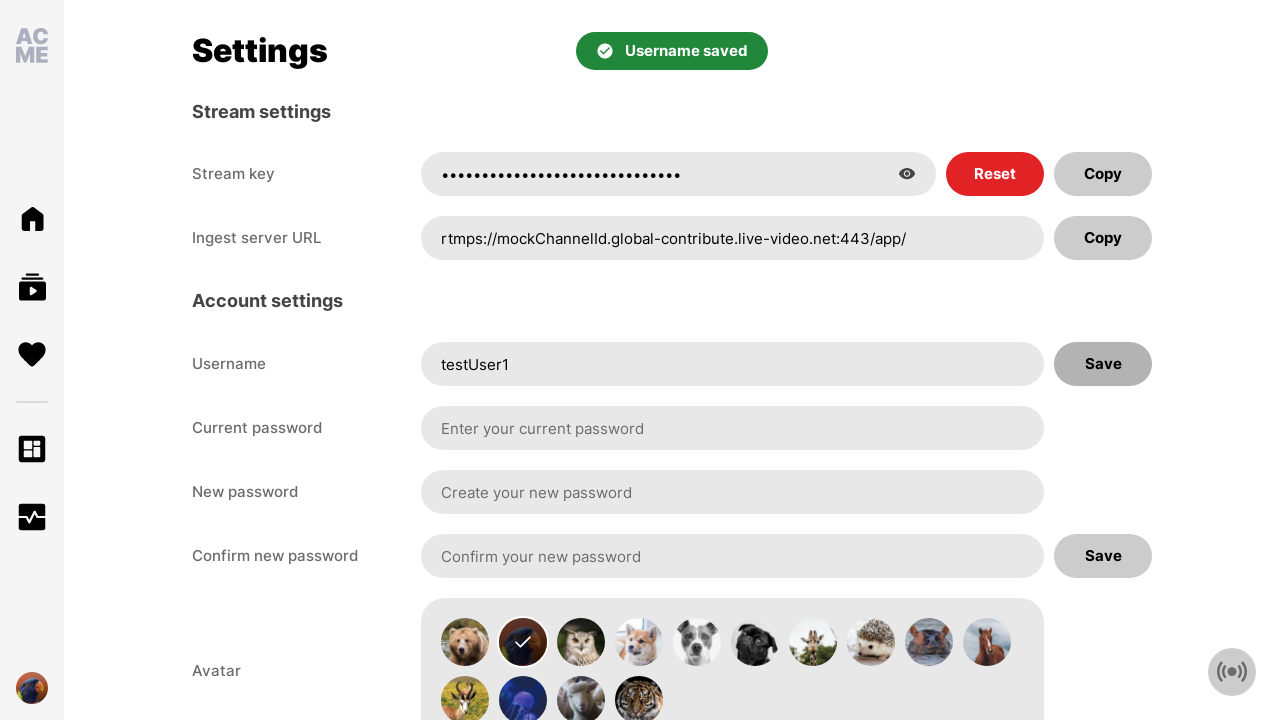 AC
ME
Settings
Username saved
Stream settings
Stream key
••••••••••••••••••••••••••••••
Reset
Copy
Ingest server URL
rtmps://mockChannelId.global-contribute.live-video.net:443/app/
Copy
Account settings
Username
testUser1
Save
Current password
Enter your current password
New password
Create your new password
Confirm new password
Confirm your new password
Save
Avatar